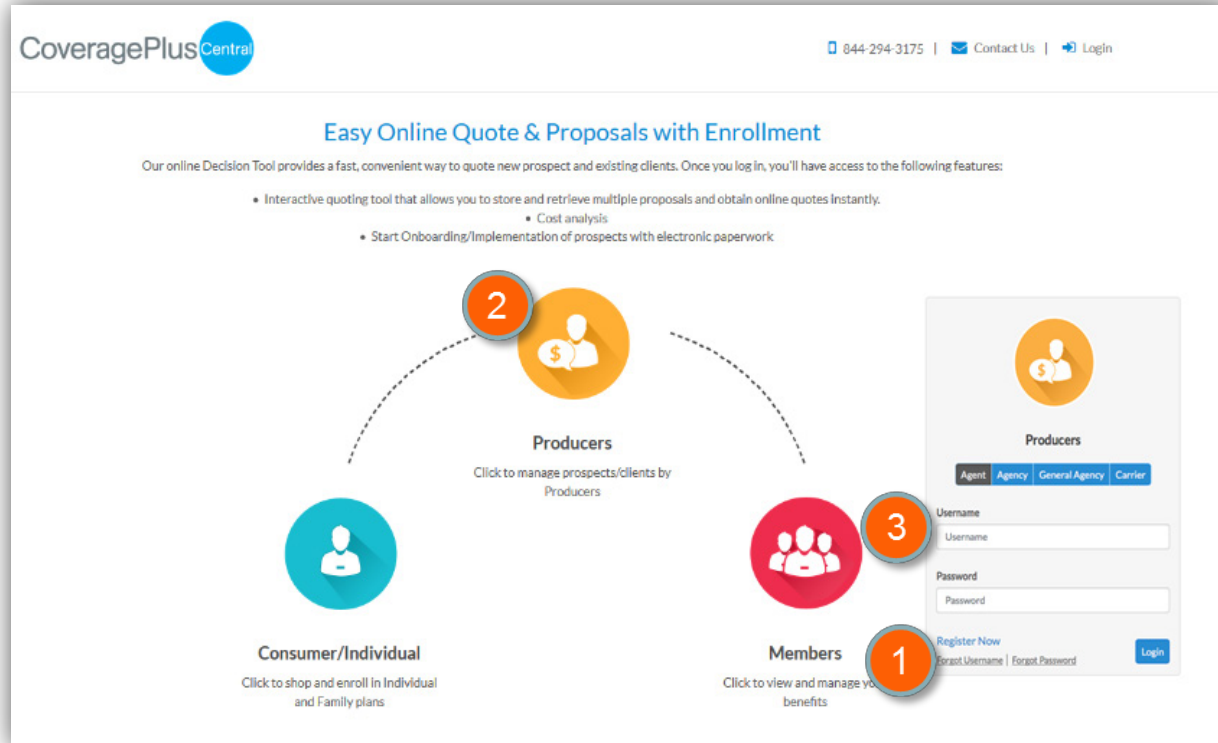 CoveragePlus Central
844-294-3175 | Contact Us | Login
Easy Online Quote & Proposals with Enrollment
Our online Decision Tool provides a fast, convenient way to quote new prospect and existing clients. Once you log in, you'll have access to the following features:
• Interactive quoting tool that allows you to store and retrieve multiple proposals and obtain online quotes instantly.
• Cost analysis
• Start Onboarding/Implementation of prospects with electronic paperwork
2
$
Producers
Click to manage prospects/clients by
Producers
Consumer/Individual
Click to shop and enroll in Individual
and Family plans
Members
Click to view and manage
benefits
$
Producers
Agent Agency General Agency Carrier
3
Username
Username
Password
Password
1
Register Now
Forgot Username | Forgot Password
Login